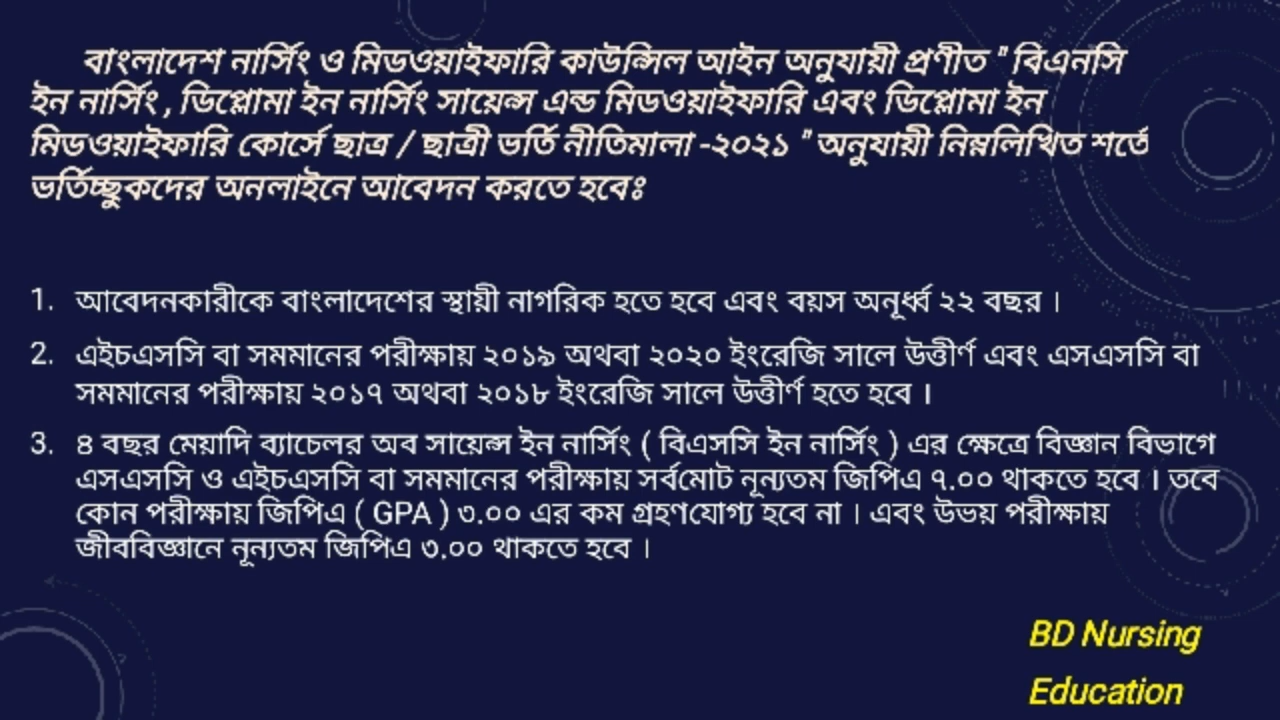 বাংলাদেশ নার্সিং ও মিডওয়াইফারি কাউন্সিল আইন অনুযায়ী প্রণীত " বিএনসি
ইন নার্সিং , ডিপ্লোমা ইন নার্সিং সায়েন্স এন্ড মিডওয়াইফারি এবং ডিপ্লোমা ইন
মিডওয়াইফারি কোর্সে ছাত্র / ছাত্রী ভর্তি নীতিমালা -২০২১ " অনুযায়ী নিম্নলিখিত শর্তে
ভর্তিচ্ছুকদের অনলাইনে আবেদন করতে হবেঃ
1. আবেদনকারীকে বাংলাদেশের স্থায়ী নাগরিক হতে হবে এবং বয়স অনূর্ধ্ব ২২ বছর ।
2. এইচএসসি বা সমমানের পরীক্ষায় ২০১৯ অথবা ২০২০ ইংরেজি সালে উত্তীর্ণ এবং এসএসসি বা
সমমানের পরীক্ষায় ২০১৭ অথবা ২০১৮ ইংরেজি সালে উত্তীর্ণ হতে হবে ।
3. ৪ বছর মেয়াদি ব্যাচেলর অব সায়েন্স ইন নার্সিং ( বিএসসি ইন নার্সিং ) এর ক্ষেত্রে বিজ্ঞান বিভাগে
এসএসসি ও এইচএসসি বা সমমানের পরীক্ষায় সর্বমোট নূন্যতম জিপিএ ৭.০০ থাকতে হবে । তবে
কোন পরীক্ষায় জিপিএ ( GPA ) ৩.০০ এর কম গ্রহণযোগ্য হবে না । এবং উভয় পরীক্ষায়
জীববিজ্ঞানে নূন্যতম জিপিএ ৩.০০ থাকতে হবে ।
BD Nursing
Education